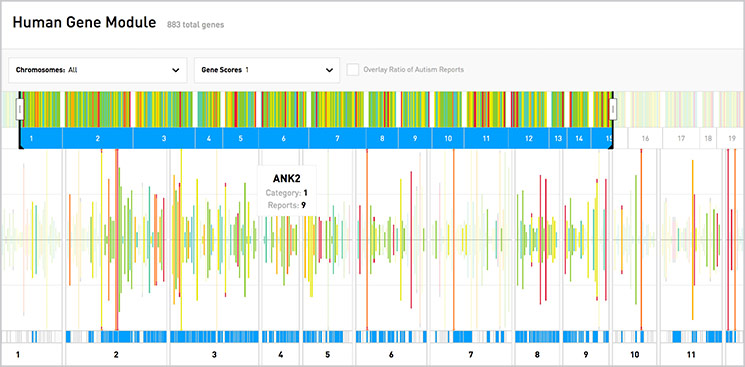 Human Gene Module 883 total genes
Chromosomes: All Gene Scores 1 Overlay Ratio of Autism Reports
1 2 3 4 5 6 7 8 9 10 11 12 13 14 15 16 17 18 19
ANK2
Category: 1
Reports: 9
1 2 3 4 5 6 7 8 9 10 11